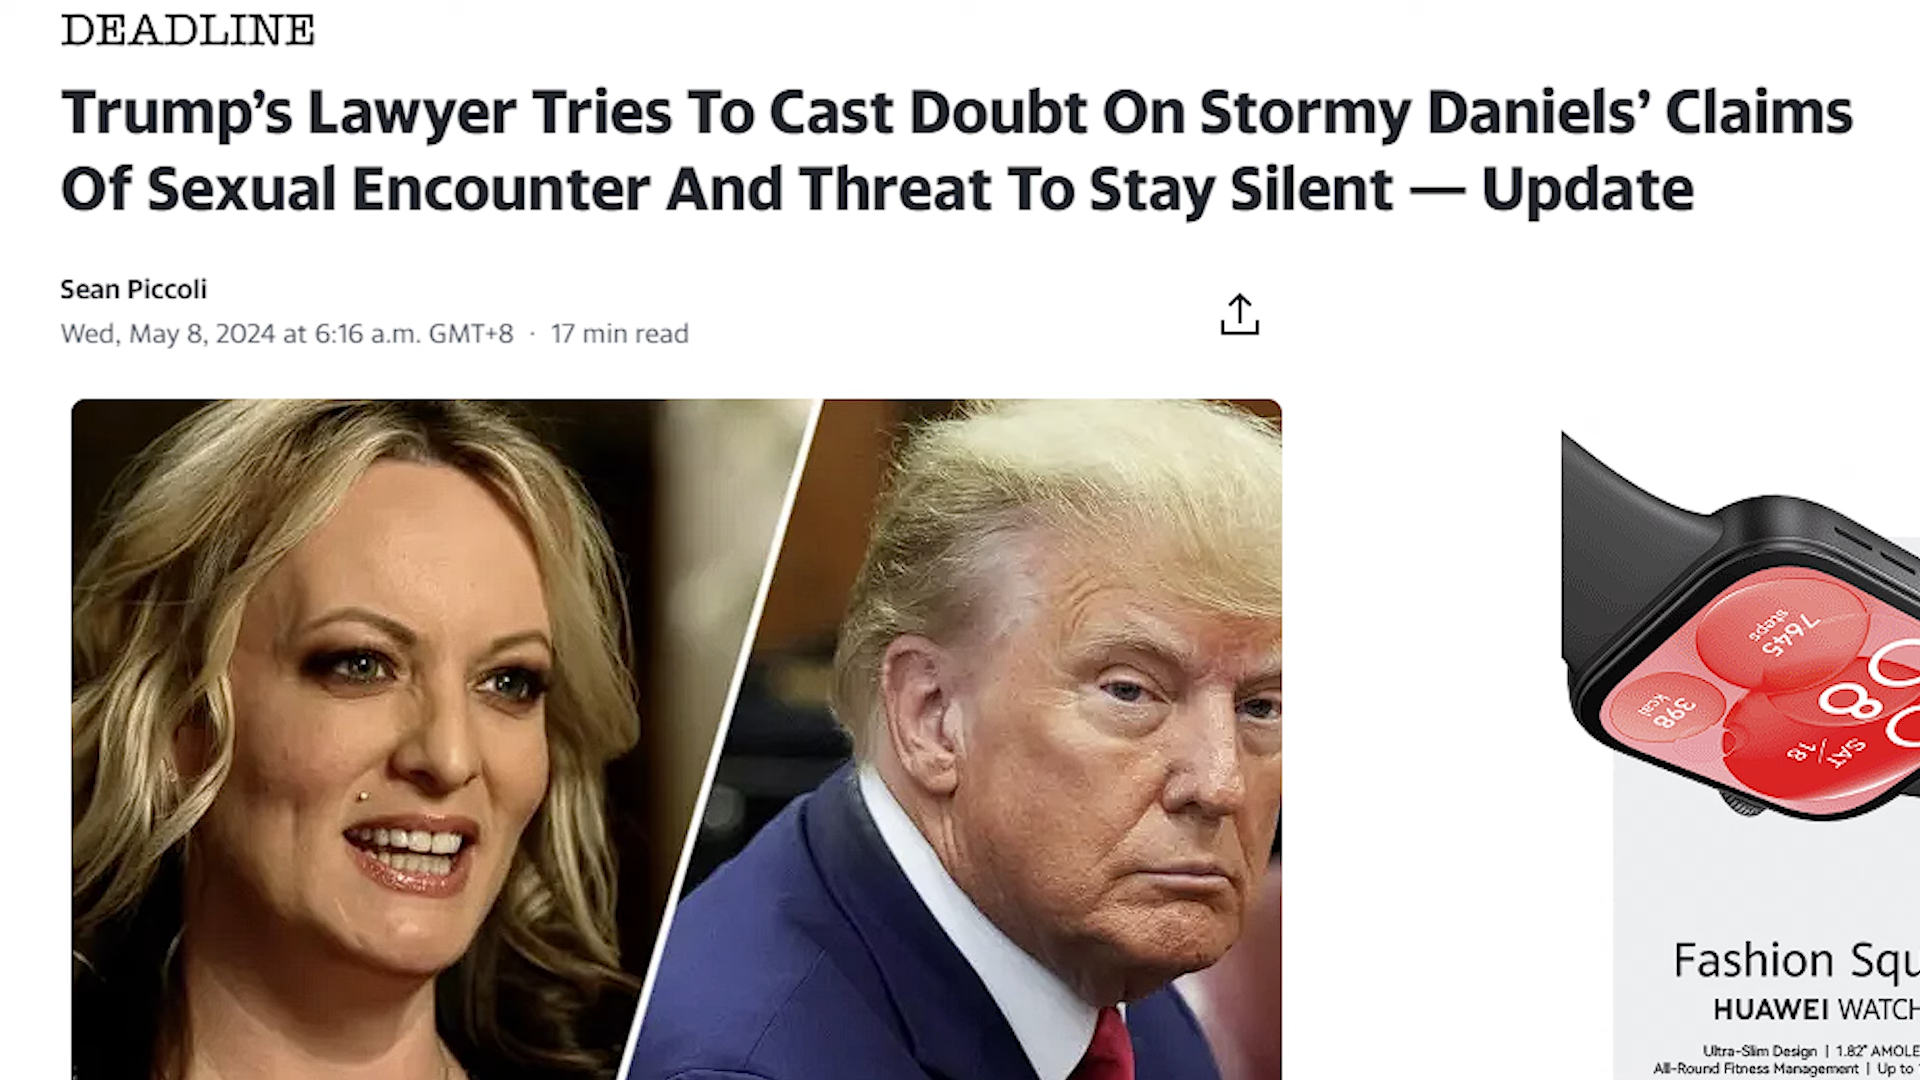 DEADLINE
Trump’s Lawyer Tries To Cast Doubt On Stormy Daniels’ Claims
Of Sexual Encounter And Threat To Stay Silent — Update
Sean Piccoli
Wed, May 8, 2024 at 6:16 a.m. GMT+8 · 17 min read
7645
steps
398
kcal
08
SAT
/18
Fashion Squ
HUAWEI WATCH
Ultra-Slim Design | 1.82" AMOLE
All-Round Fitness Management | Up to